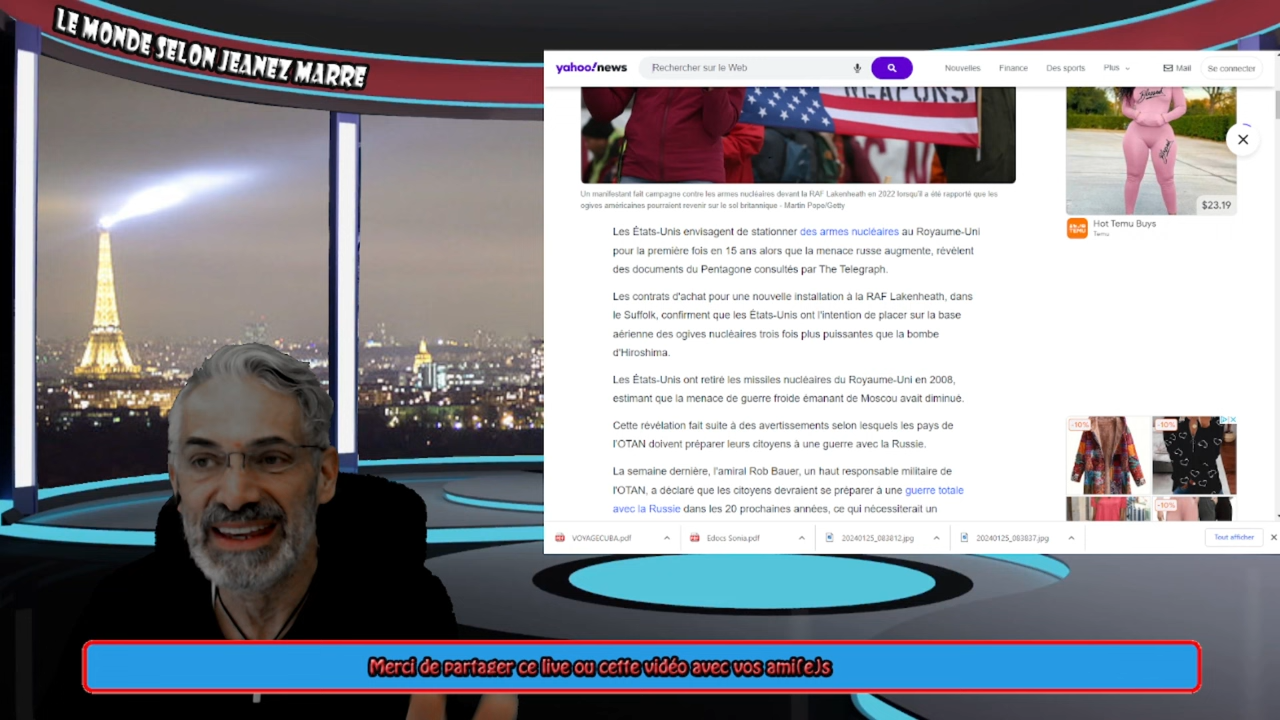 LE MONDE SELON JEANEZ MARRE
yahoo!news
Rechercher sur le Web
Nouvelles
Finance
Des sports
Plus
Mail
Se connecter
WEAPONS
$23.19
Hot Temu Buys
Temu
Un manifestant fait campagne contre les armes nucléaires devant la RAF Lakenheath en 2022 lorsqu'il a été rapporté que les
ogives américaines pourraient revenir sur le sol britannique - Martin Pope/Getty
Les États-Unis envisagent de stationner des armes nucléaires au Royaume-Uni
pour la première fois en 15 ans alors que la menace russe augmente, révèlent
des documents du Pentagone consultés par The Telegraph.
Les contrats d'achat pour une nouvelle installation à la RAF Lakenheath, dans
le Suffolk, confirment que les États-Unis ont l'intention de placer sur la base
aérienne des ogives nucléaires trois fois plus puissantes que la bombe
d'Hiroshima.
Les États-Unis ont retiré les missiles nucléaires du Royaume-Uni en 2008,
estimant que la menace de guerre froide émanant de Moscou avait diminué.
Cette révélation fait suite à des avertissements selon lesquels les pays de
l'OTAN doivent préparer leurs citoyens à une guerre avec la Russie.
La semaine dernière, l'amiral Rob Bauer, un haut responsable militaire de
l'OTAN, a déclaré que les citoyens devraient se préparer à une guerre totale
avec la Russie dans les 20 prochaines années, ce qui nécessiterait un
-10%
-10%
-10%
VOYAGECUBA.pdf
Edocs Sonia.pdf
20240125_083812.jpg
20240125_083837.jpg
Tout afficher
Merci de partager ce live ou cette vidéo avec vos ami(e)s